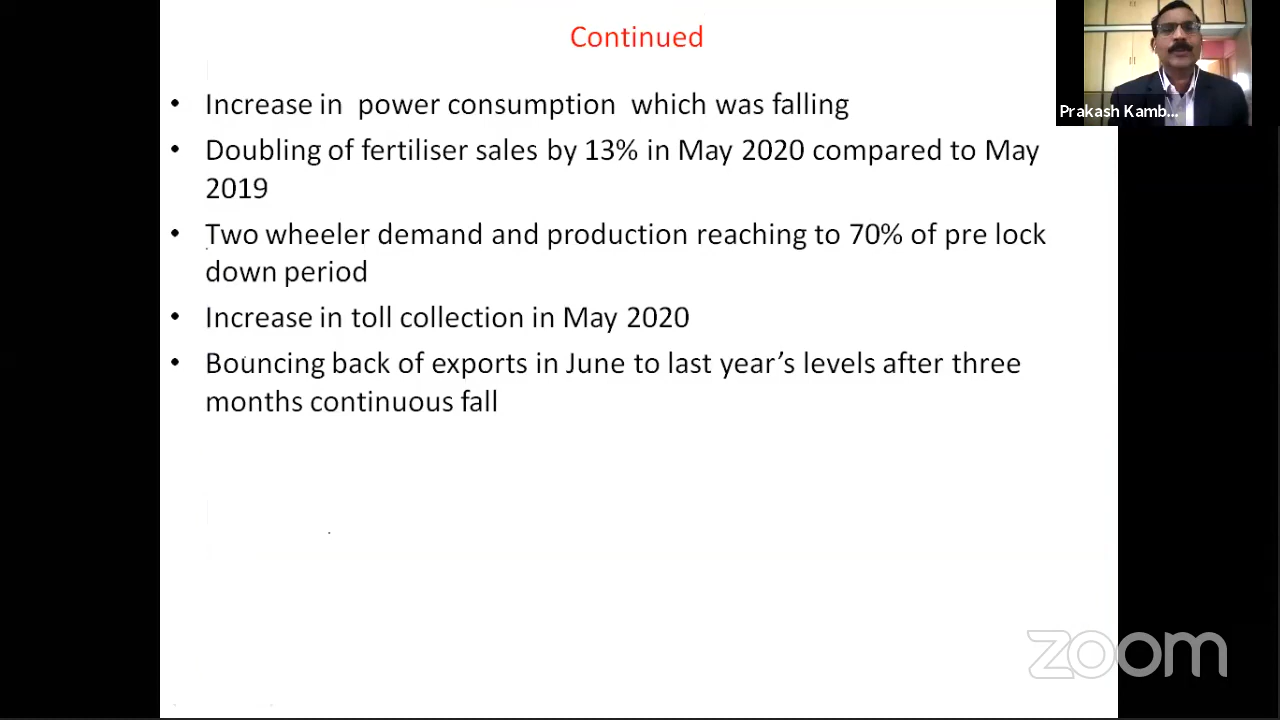 Continued
• Increase in power consumption which was falling
• Doubling of fertiliser sales by 13% in May 2020 compared to May
2019
• Two wheeler demand and production reaching to 70% of pre lock
down period
• Increase in toll collection in May 2020
• Bouncing back of exports in June to last year's levels after three
months continuous fall
Prakash Kamb...
zoom